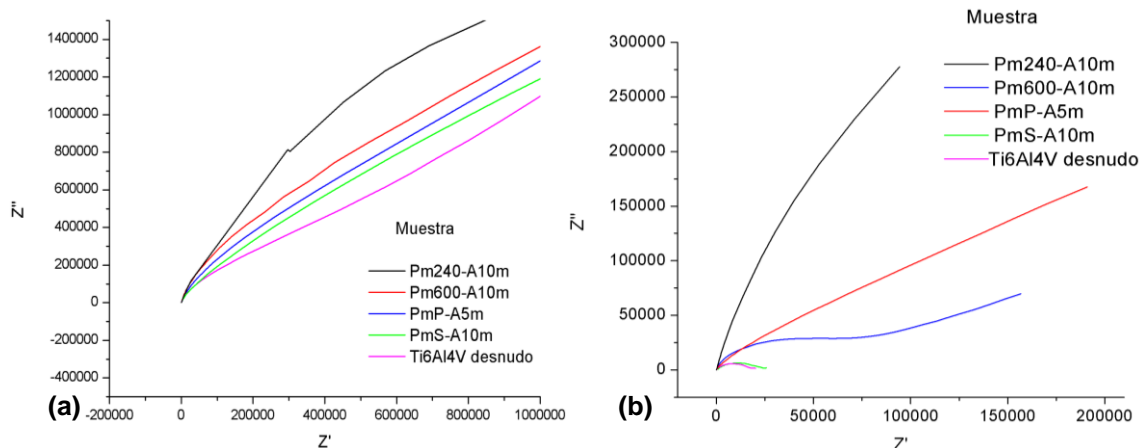 1400000
1200000
1000000
800000
600000
400000
200000
0
-200000
-400000
Z''
Muestra
Pm240-A10m
Pm600-A10m
PmP-A5m
PmS-A10m
Ti6Al4V desnudo
-200000 0 200000 400000 600000 800000 1000000
Z'
(a)
Muestra
Pm240-A10m
Pm600-A10m
PmP-A5m
PmS-A10m
Ti6Al4V desnudo
300000
250000
200000
150000
100000
50000
0
Z''
0 50000 100000 150000 200000
Z'
(b)